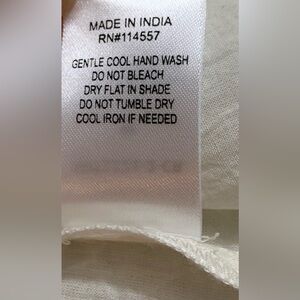 MADE IN INDIA
RN#114557
GENTLE COOL HAND WASH
DO NOT BLEACH
DRY FLAT IN SHADE
DO NOT TUMBLE DRY
COOL IRON IF NEEDED